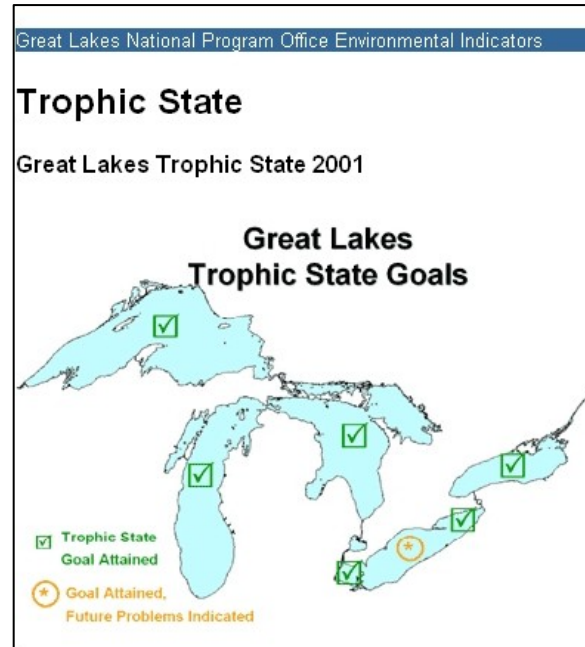 Great Lakes National Program Office Environmental Indicators
Trophic State
Great Lakes Trophic State 2001
Great Lakes
Trophic State Goals
Trophic State
Goal Attained
Goal Attained,
Future Problems Indicated